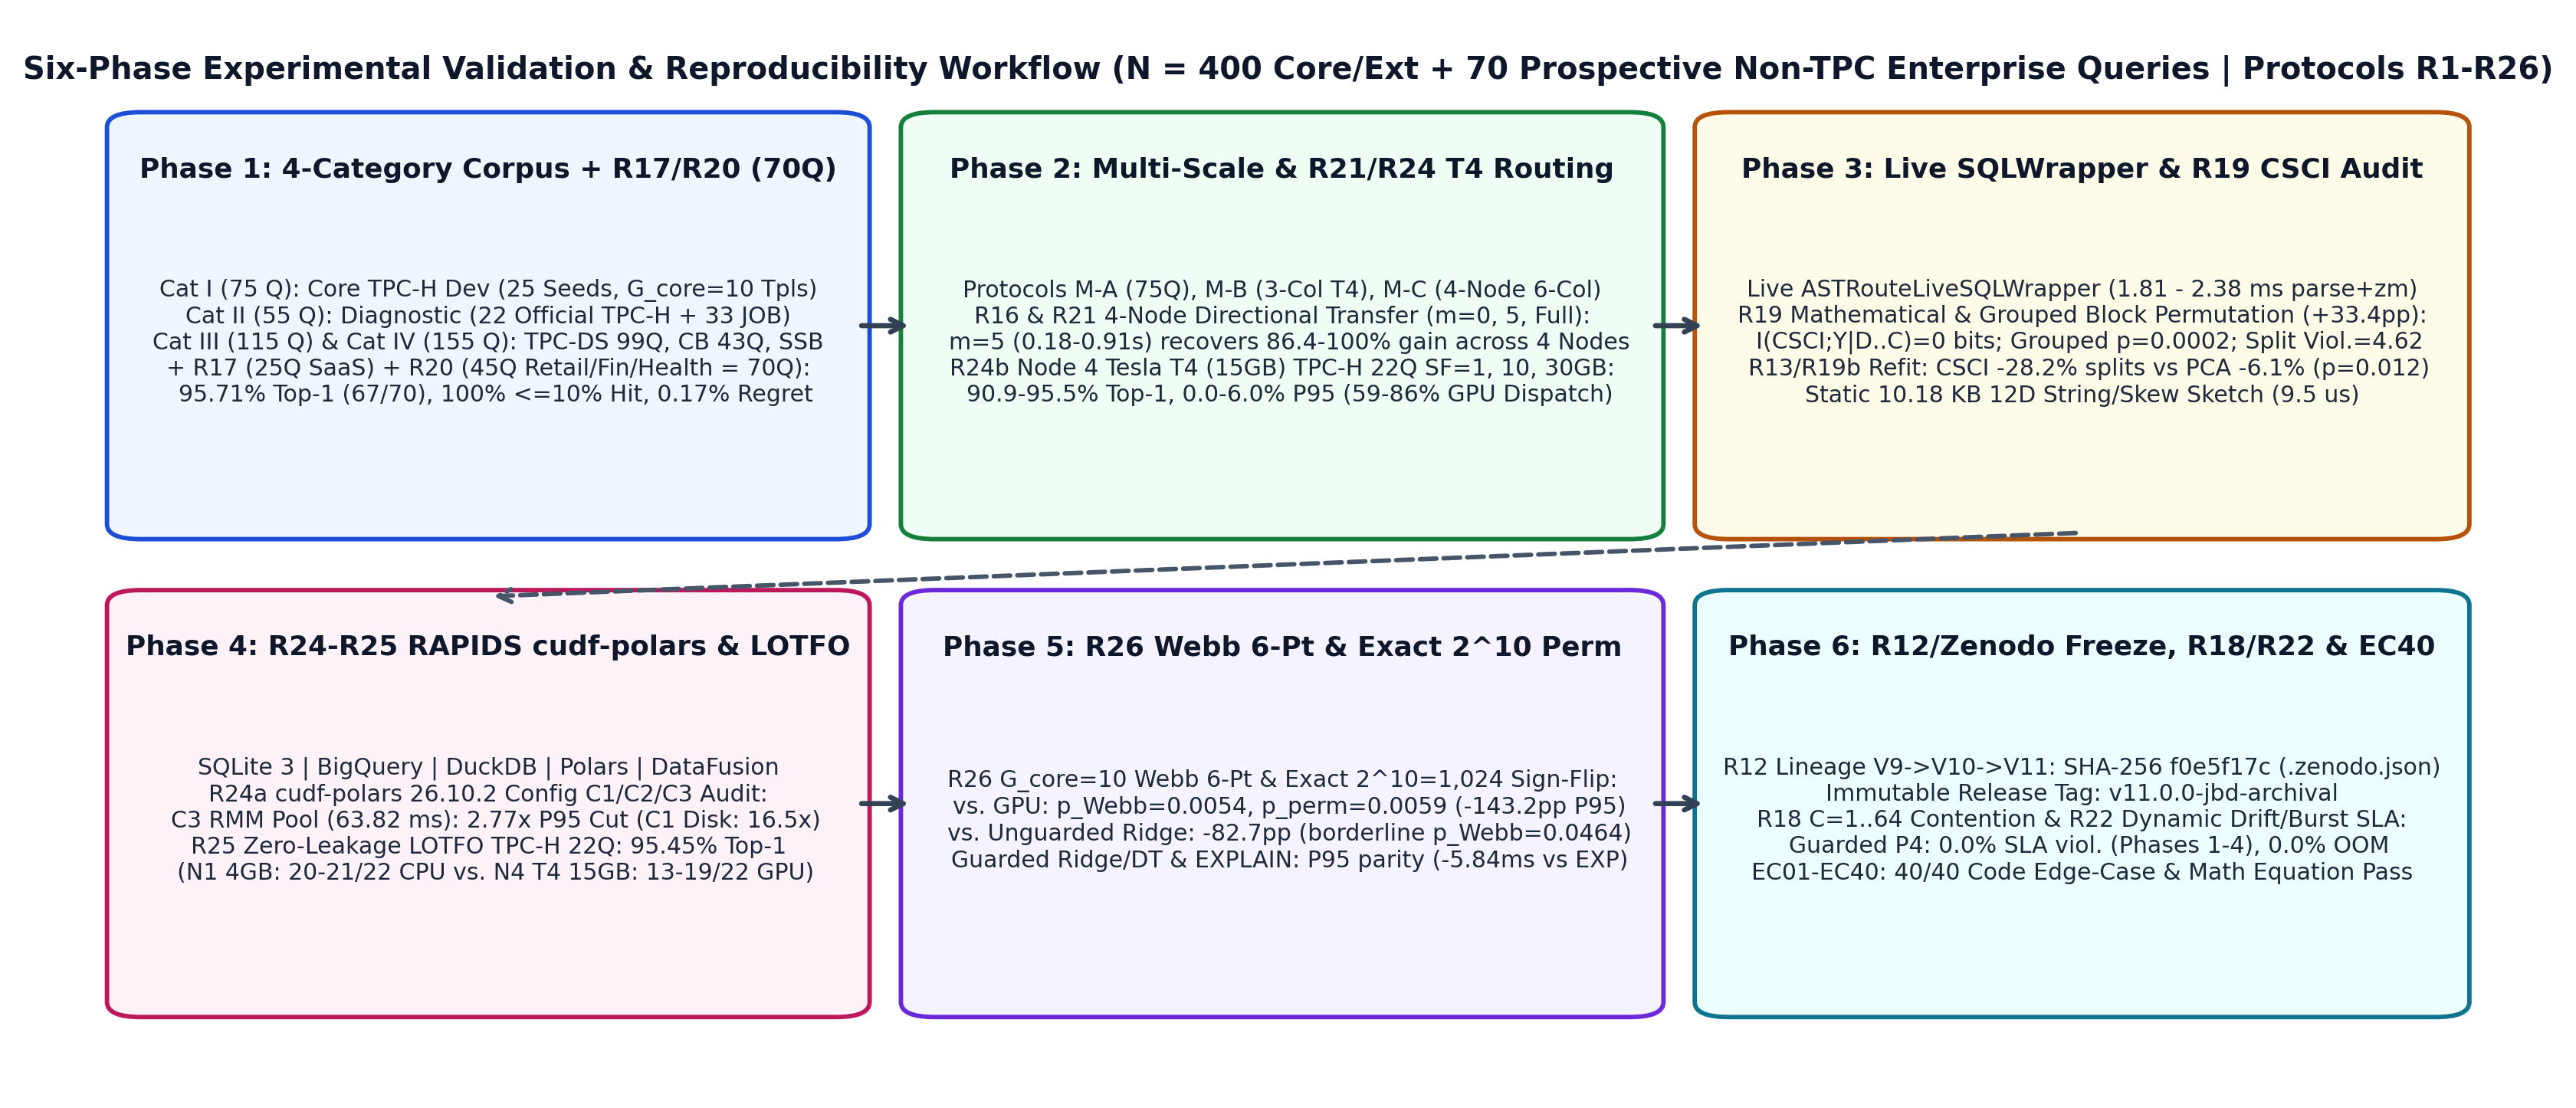 Six-Phase Experimental Validation & Reproducibility Workflow (N = 400 Core/Ext + 70 Prospective Non-TPC Enterprise Queries | Protocols R1-R26)
Phase 1: 4-Category Corpus + R17/R20 (70Q)
Cat I (75 Q): Core TPC-H Dev (25 Seeds, G_core=10 Tpls)
Cat II (55 Q): Diagnostic (22 Official TPC-H + 33 JOB)
Cat III (115 Q) & Cat IV (155 Q): TPC-DS 99Q, CB 43Q, SSB
+ R17 (25Q SaaS) + R20 (45Q Retail/Fin/Health = 70Q):
95.71% Top-1 (67/70), 100% <=10% Hit, 0.17% Regret
Phase 2: Multi-Scale & R21/R24 T4 Routing
Protocols M-A (75Q), M-B (3-Col T4), M-C (4-Node 6-Col)
R16 & R21 4-Node Directional Transfer (m=0, 5, Full):
m=5 (0.18-0.91s) recovers 86.4-100% gain across 4 Nodes
R24b Node 4 Tesla T4 (15GB) TPC-H 22Q SF=1, 10, 30GB:
90.9-95.5% Top-1, 0.0-6.0% P95 (59-86% GPU Dispatch)
Phase 3: Live SQLWrapper & R19 CSCI Audit
Live ASTRouteLiveSQLWrapper (1.81 - 2.38 ms parse+zm)
R19 Mathematical & Grouped Block Permutation (+33.4pp):
I(CSCI;Y|D..C)=0 bits; Grouped p=0.0002; Split Viol.=4.62
R13/R19b Refit: CSCI -28.2% splits vs PCA -6.1% (p=0.012)
Static 10.18 KB 12D String/Skew Sketch (9.5 us)
Phase 4: R24-R25 RAPIDS cudf-polars & LOTFO
SQLite 3 | BigQuery | DuckDB | Polars | DataFusion
R24a cudf-polars 26.10.2 Config C1/C2/C3 Audit:
C3 RMM Pool (63.82 ms): 2.77x P95 Cut (C1 Disk: 16.5x)
R25 Zero-Leakage LOTFO TPC-H 22Q: 95.45% Top-1
(N1 4GB: 20-21/22 CPU vs. N4 T4 15GB: 13-19/22 GPU)
Phase 5: R26 Webb 6-Pt & Exact 2^10 Perm
R26 G_core=10 Webb 6-Pt & Exact 2^10=1,024 Sign-Flip:
vs. GPU: p_Webb=0.0054, p_perm=0.0059 (-143.2pp P95)
vs. Unguarded Ridge: -82.7pp (borderline p_Webb=0.0464)
Guarded Ridge/DT & EXPLAIN: P95 parity (-5.84ms vs EXP)
Phase 6: R12/Zenodo Freeze, R18/R22 & EC40
R12 Lineage V9->V10->V11: SHA-256 f0e5f17c (.zenodo.json)
Immutable Release Tag: v11.0.0-jbd-archival
R18 C=1..64 Contention & R22 Dynamic Drift/Burst SLA:
Guarded P4: 0.0% SLA viol. (Phases 1-4), 0.0% OOM
EC01-EC40: 40/40 Code Edge-Case & Math Equation Pass